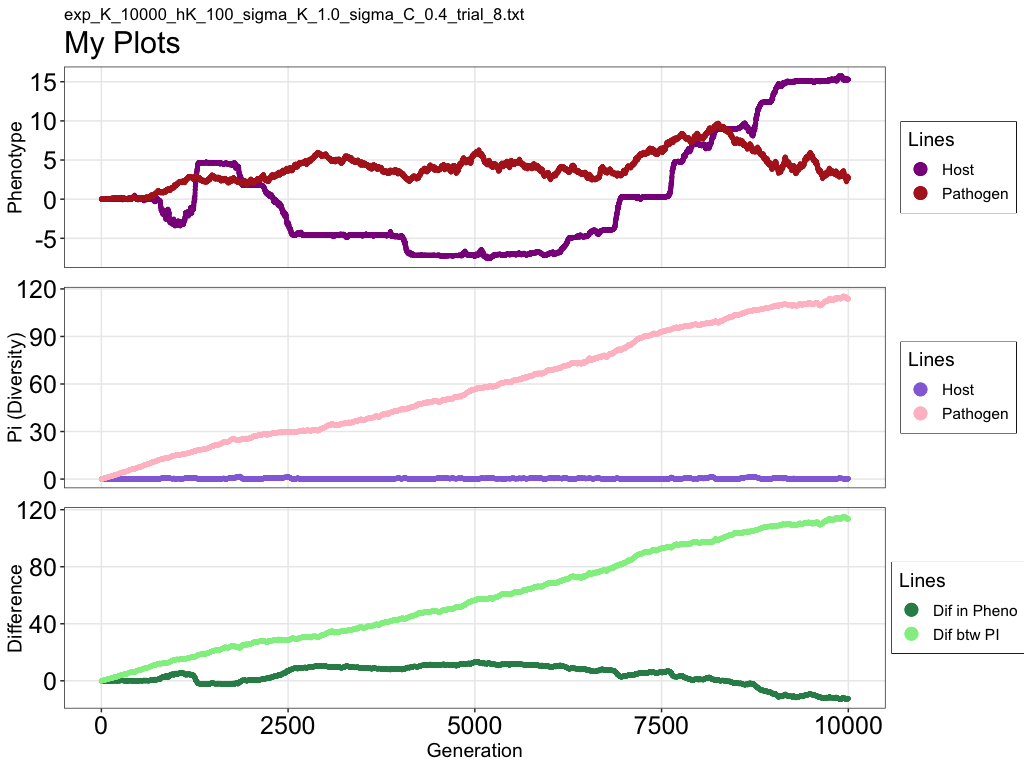 exp_K_10000_hK_100_sigma_K_1.0_sigma_C_0.4_trial_8.txt
My Plots
Phenotype
15
10
5
0
-5
Lines
Host
Pathogen
Pi (Diversity)
120
90
60
30
0
Lines
Host
Pathogen
Difference
120
80
40
0
Lines
Dif in Pheno
Dif btw PI
0 2500 5000 7500 10000
Generation